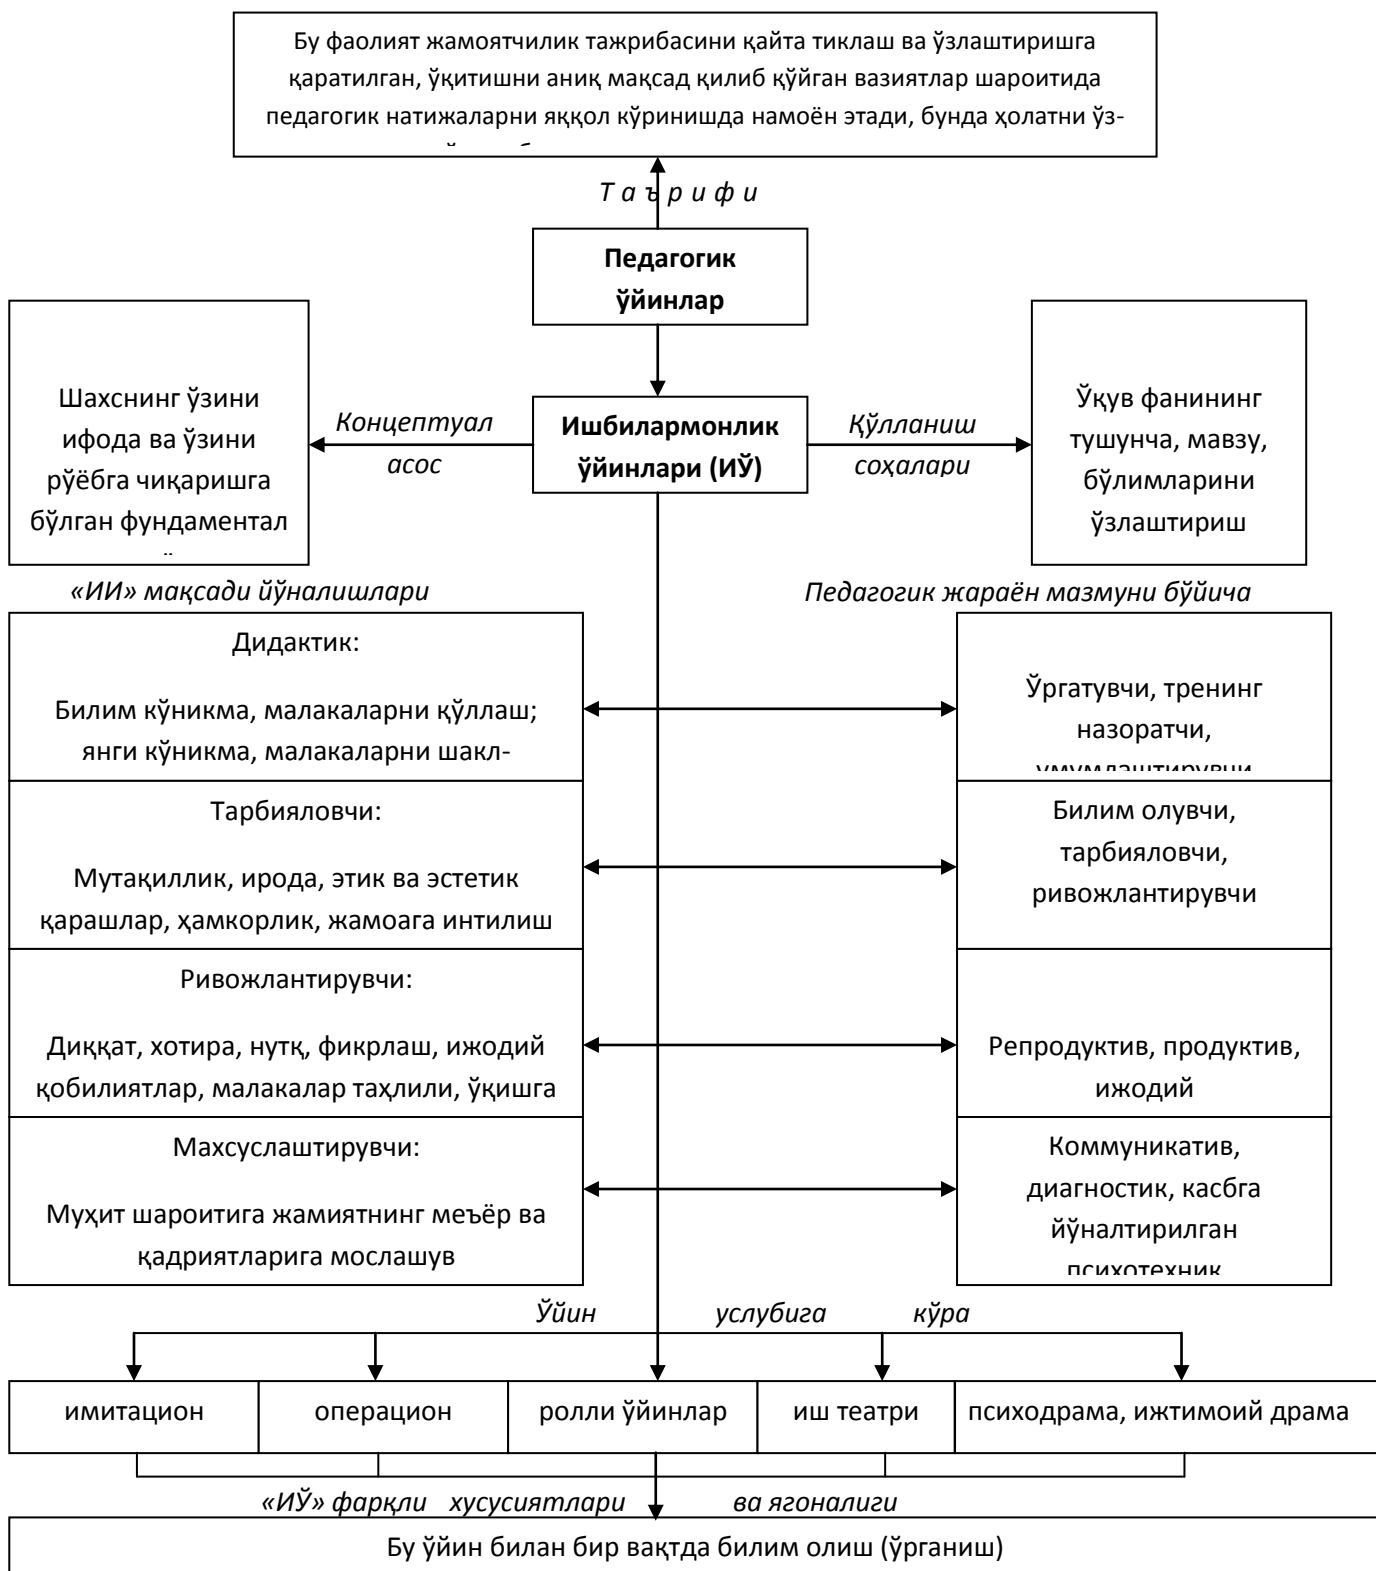 Бу фаолият жамоятчилик тажрибасини қайта тиклаш ва ўзлаштиришга
қаратилган, ўқитишни аниқ мақсад қилиб қўйган вазиятлар шароитида
педагогик натижаларни яққол кўринишда намоён этади, бунда ҳолатни ўз-
Таърифи
Педагогик
ўйинлар
Шахснинг ўзини
ифода ва ўзини
рўёбга чиқаришга
бўлган фундаментал
Концептуал
асос
Ишбилармонлик
ўйинлари (ИЎ)
Қўлланиш
соҳалари
Ўқув фанининг
тушунча, мавзу,
бўлимларини
ўзлаштириш
«ИИ» мақсади йўналишлари
Педагогик жараён мазмуни бўйича
Дидактик:
Билим кўникма, малакаларни қўллаш;
янги кўникма, малакаларни шакл-
Ўргатувчи, тренинг
назоратчи,
умумлаштирувчи
Тарбияловчи:
Мутақиллик, ирода, этик ва эстетик
қарашлар, ҳамкорлик, жамоага интилиш
Билим олувчи,
тарбияловчи,
ривожлантирувчи
Ривожлантирувчи:
Диққат, хотира, нутқ, фикрлаш, ижодий
қобилиятлар, малакалар таҳлили, ўқишга
Репродуктив, продуктив,
ижодий
Махсуслаштирувчи:
Муҳит шароитига жамиятнинг меъёр ва
қадриятларига мослашув
Коммуникатив,
диагностик, касбга
йўналтирилган
психотехник
Ўйин услубига кўра
имитацион
операцион
ролли ўйинлар
иш театри
психодрама, ижтимоий драма
«ИЎ» фарқли хусусиятлари ва ягоналиги
Бу ўйин билан бир вақтда билим олиш (ўрганиш)